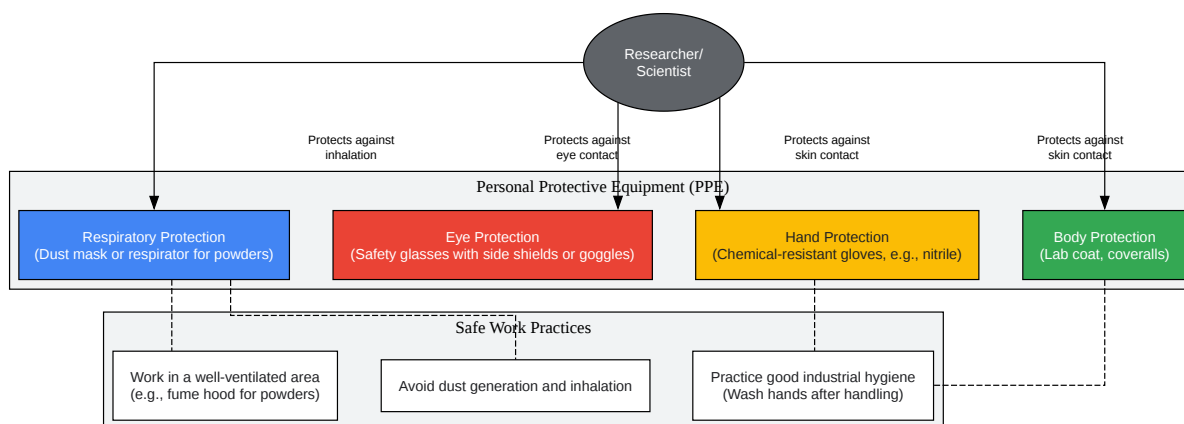 Researcher/
Scientist
Protects against
inhalation
Protects against
eye contact
Protects against
skin contact
Protects against
skin contact
Personal Protective Equipment (PPE)
Respiratory Protection
(Dust mask or respirator for powders)
Eye Protection
(Safety glasses with side shields or goggles)
Hand Protection
(Chemical-resistant gloves, e.g., nitrile)
Body Protection
(Lab coat, coveralls)
Safe Work Practices
Work in a well-ventilated area
(e.g., fume hood for powders)
Avoid dust generation and inhalation
Practice good industrial hygiene
(Wash hands after handling)